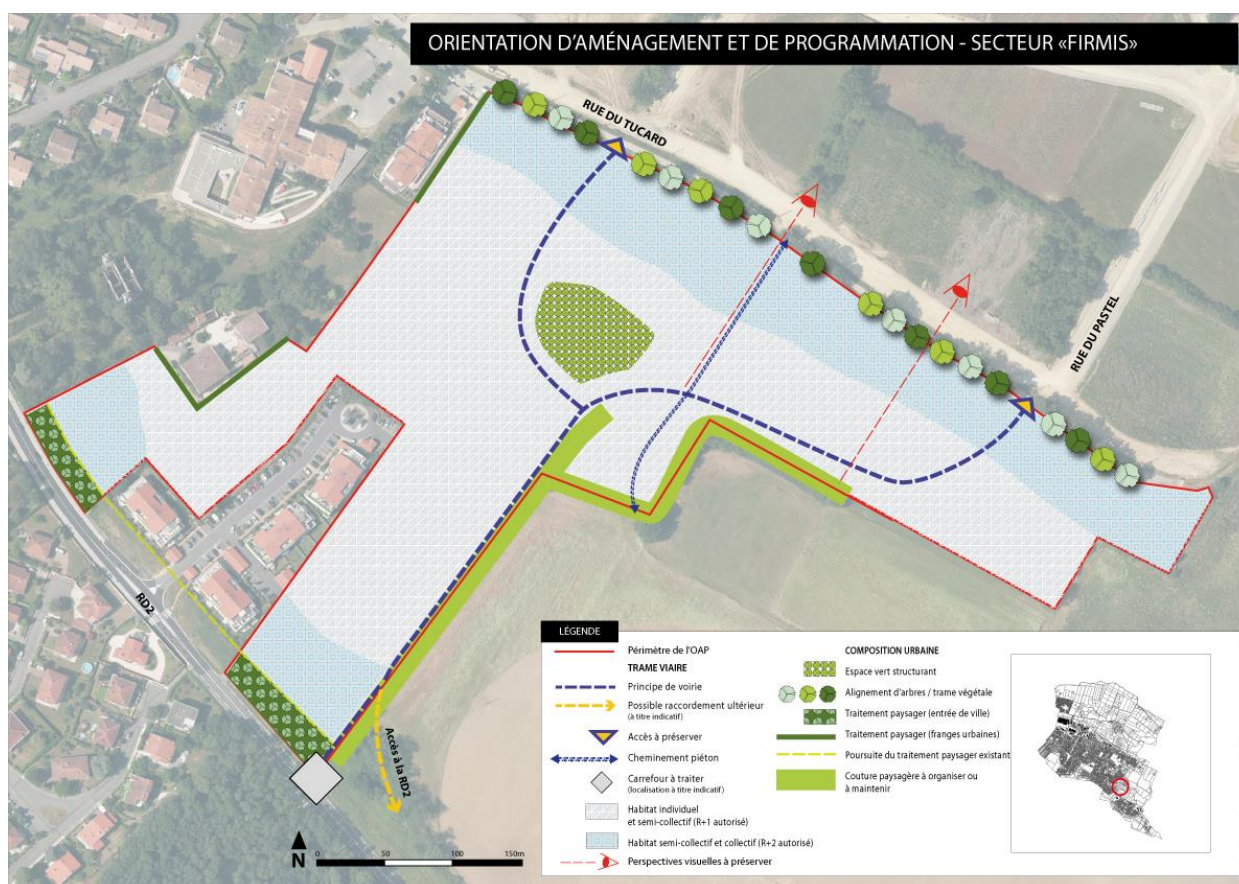 ORIENTATION D’AMÉNAGEMENT ET DE PROGRAMMATION - SECTEUR «FIRMIS»
RUE DU TUCARD
RUE DU PASTEL
RD2
Accès à la RD2
N
0 50 100 150m
LÉGENDE
Périmètre de l'OAP
TRAME VIAIRE
Principe de voirie
Possible raccordement ultérieur
(à titre indicatif)
Accès à préserver
Cheminement piéton
Carrefour à traiter
(localisation à titre indicatif)
Habitat individuel
et semi-collectif (R+1 autorisé)
Habitat semi-collectif et collectif (R+2 autorisé)
Perspectives visuelles à préserver
COMPOSITION URBAINE
Espace vert structurant
Alignement d'arbres / trame végétale
Traitement paysager (entrée de ville)
Traitement paysager (franges urbaines)
Poursuite du traitement paysager existant
Couture paysagère à organiser ou
à maintenir